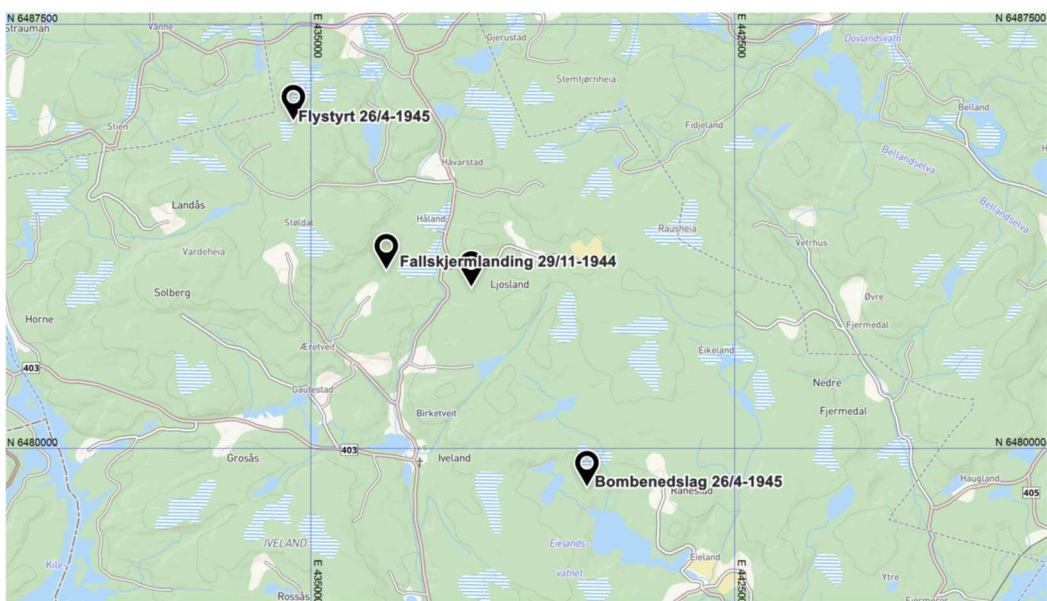 N 6487500
E 435000
E 442500
N 6487500
Strauman
Vånne
Gjerustad
Dovlandsvatn
Stemtjørnheia
Belland
Flystyrt 26/4-1945
Stien
Fidjeland
Bellandselva
Håvarstad
Landås
Bellandselva
Støldal
Håland
Rausheia
Vardeheia
Vetrhus
Fallskjermlanding 29/11-1944
Ljosland
Solberg
Øvre
Fjermedal
Horne
Æretveit
Eikeland
403
Gautestad
Nedre
Fjermedal
Birketveit
N 6480000
N 6480000
403
Grosås
Iveland
Bombenedslag 26/4-1945
Haugland
Rånestad
405
IVELAND
Eielands
vatnet
Eieland
Kile
E 435000
E 442500
Ytre
Rossås